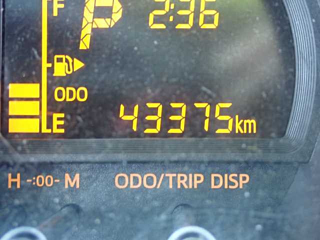 F P 2:36
ODO
E 43375km
H -:00- M ODO/TRIP DISP